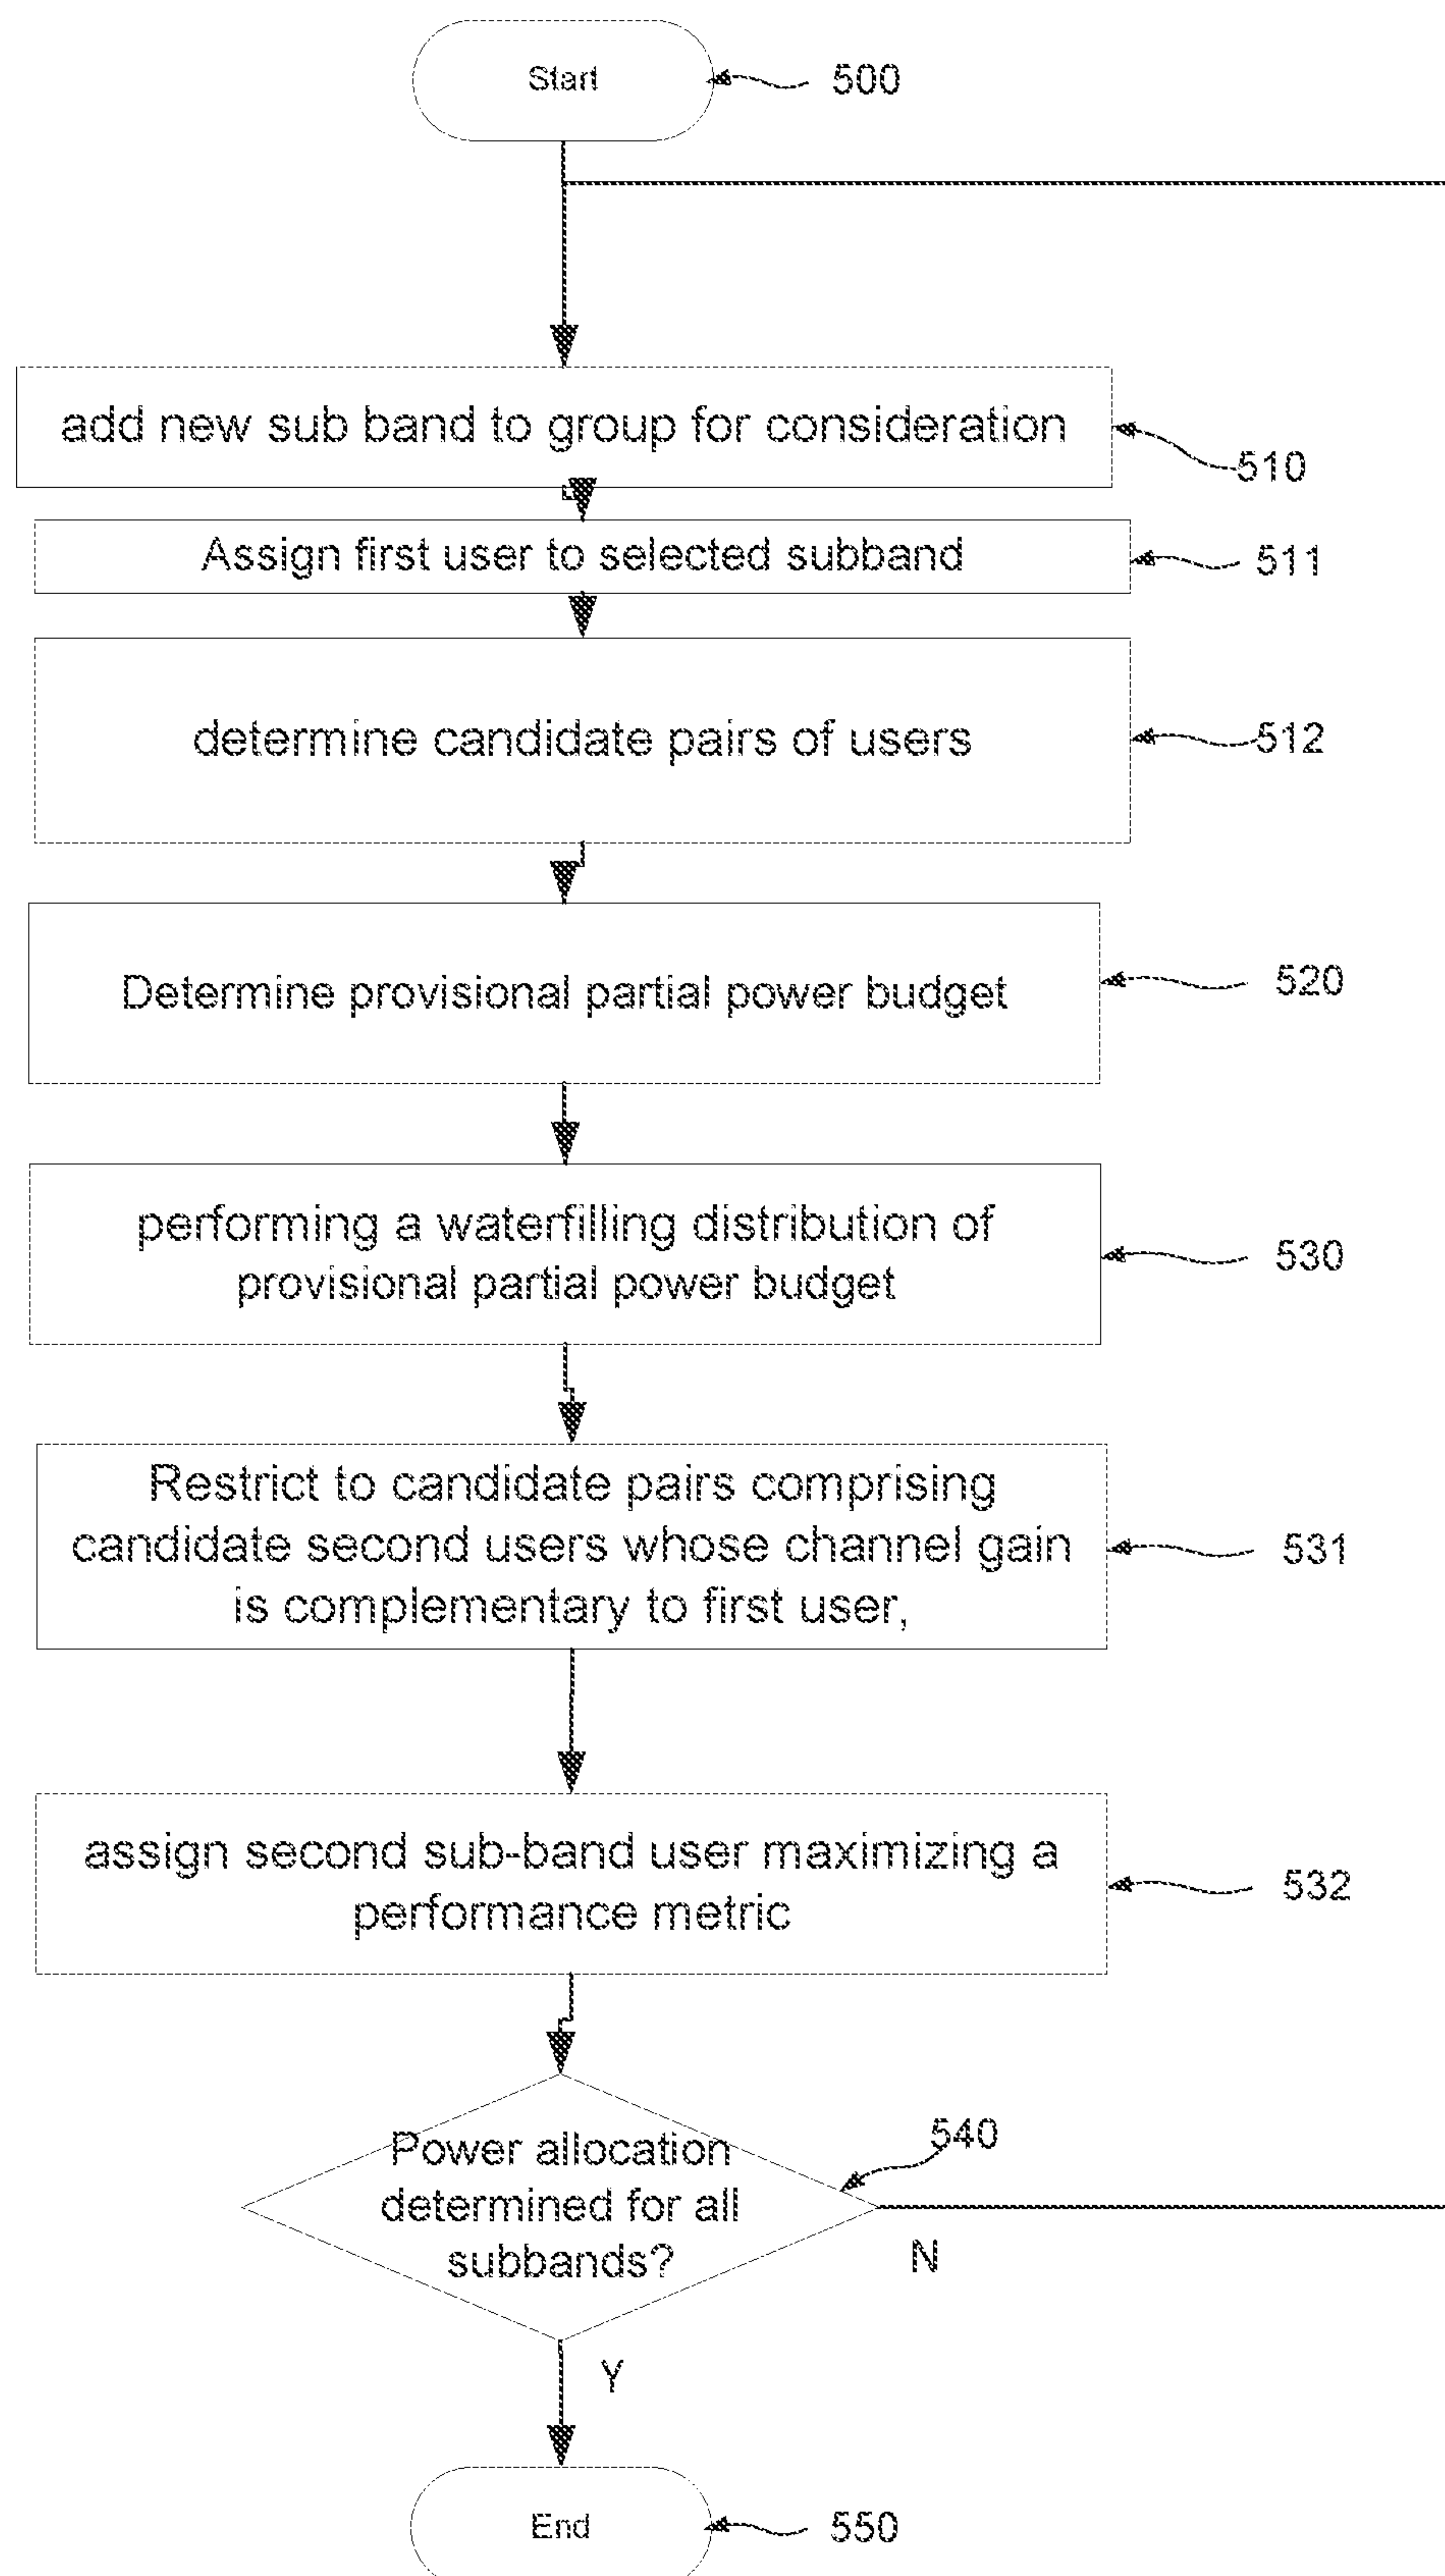 Start
500
add new sub band to group for consideration
510
Assign first user to selected subband
511
determine candidate pairs of users
512
Determine provisional partial power budget
520
performing a waterfilling distribution of
provisional partial power budget
530
Restrict to candidate pairs comprising
candidate second users whose channel gain
is complementary to first user,
531
assign second sub-band user maximizing a
performance metric
532
540
Power allocation
determined for all
subbands?
N
Y
End
550